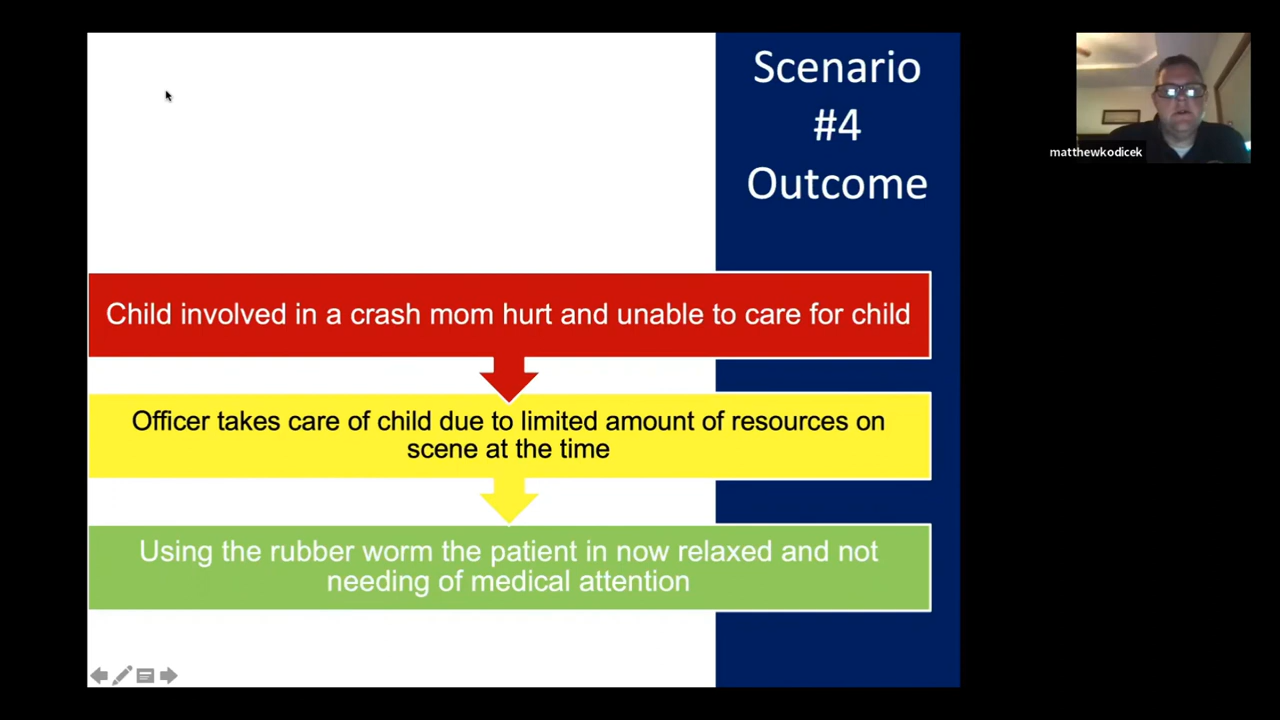 Scenario
#4
Outcome
matthewkodicek
Child involved in a crash mom hurt and unable to care for child
Officer takes care of child due to limited amount of resources on
scene at the time
Using the rubber worm the patient in now relaxed and not
needing of medical attention